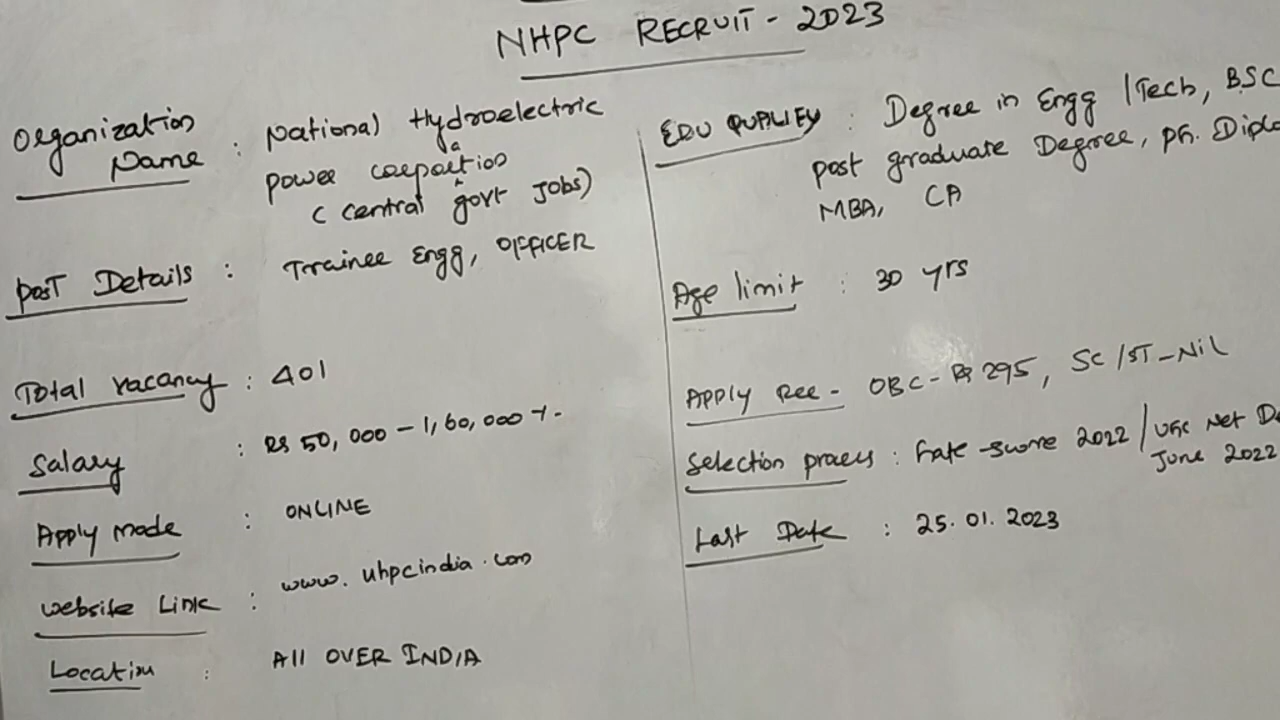 NHPC RECRUIT - 2023
Organization Name : National Hydroelectric
power corpaortion
( central govt Jobs)
post Details : Trainee Engg, OFFICER
Total vacancy : 401
Salary : Rs 50,000 - 1,60,000 /-
Apply mode : ONLINE
Website Link : www.nhpcindia.com
Location : All OVER INDIA
EDU QUALIFY : Degree in Engg /Tech, BSC
post graduate Degree, PG. Diplo
MBA, CA
Age limit : 30 yrs
Apply Fee - OBC - Rs 295, SC/ST - Nil
Selection process : Gate -score 2022 / UGC Net De
June 2022
Last Date : 25.01.2023